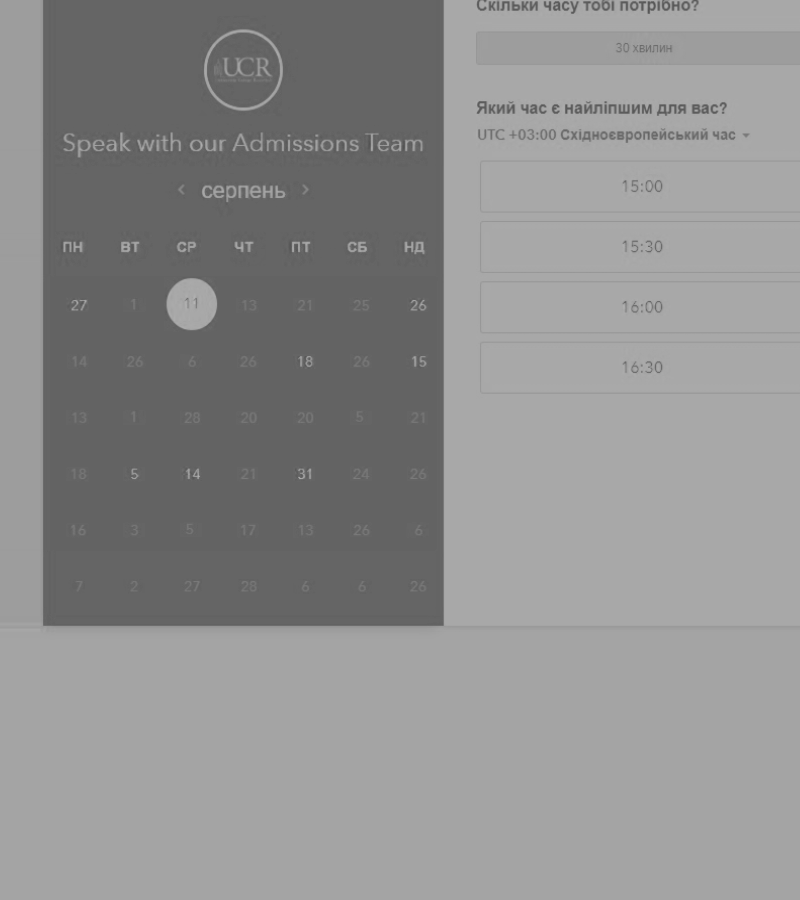 UCR
Speak with our Admissions Team
‹ серпень ›
ПН ВТ СР ЧТ ПТ СБ НД
27 1 11 13 21 25 26
14 26 6 26 18 26 15
13 1 28 20 20 5 21
18 5 14 21 31 24 26
16 3 5 17 13 26 6
7 2 27 28 6 6 26
Скільки часу тобі потрібно?
30 хвилин
Який час є найліпшим для вас?
UTC +03:00 Східноєвропейський час
15:00
15:30
16:00
16:30